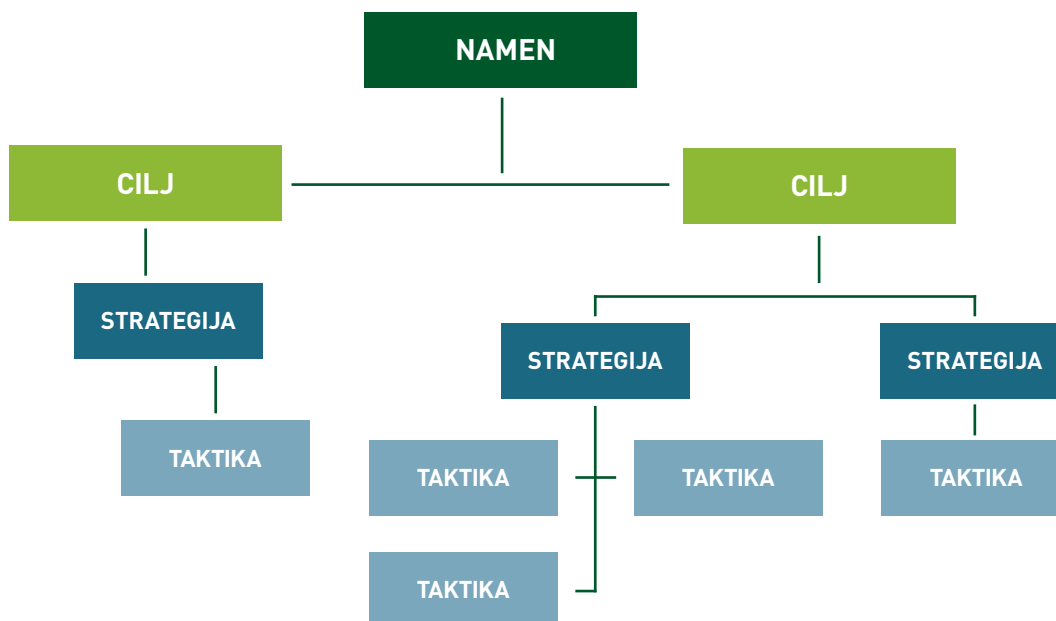 NAMEN
CILJ
CILJ
STRATEGIJA
STRATEGIJA
STRATEGIJA
TAKTIKA
TAKTIKA
TAKTIKA
TAKTIKA
TAKTIKA